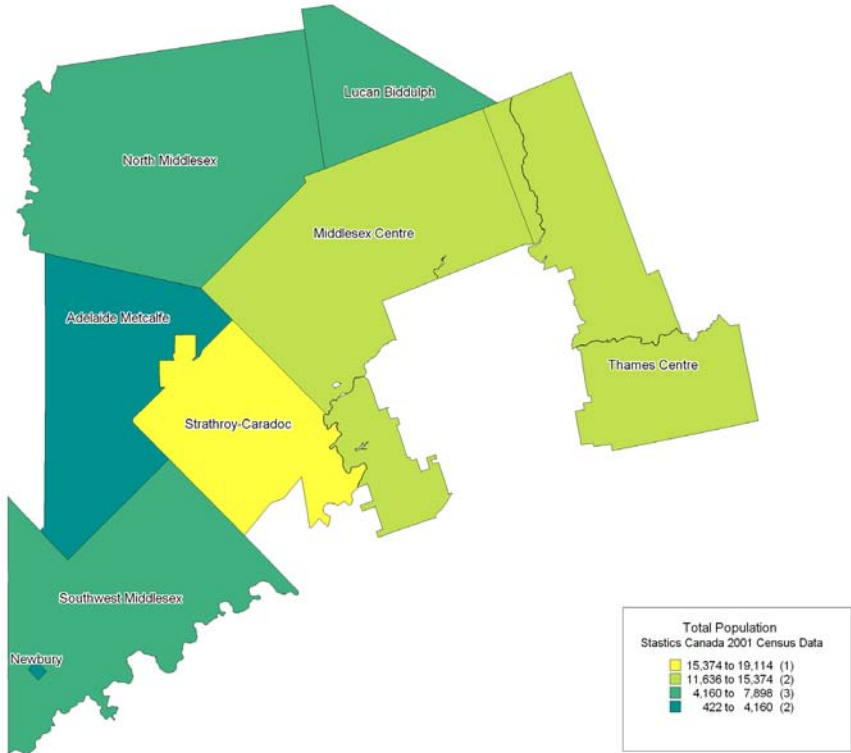 Lucan Biddulph
North Middlesex
Middlesex Centre
Adelaide Metcalfe
Thames Centre
Strathroy-Caradoc
Southwest Middlesex
Newbury
Total Population
Stastics Canada 2001 Census Data
15,374 to 19,114 (1)
11,636 to 15,374 (2)
4,160 to 7,898 (3)
422 to 4,160 (2)